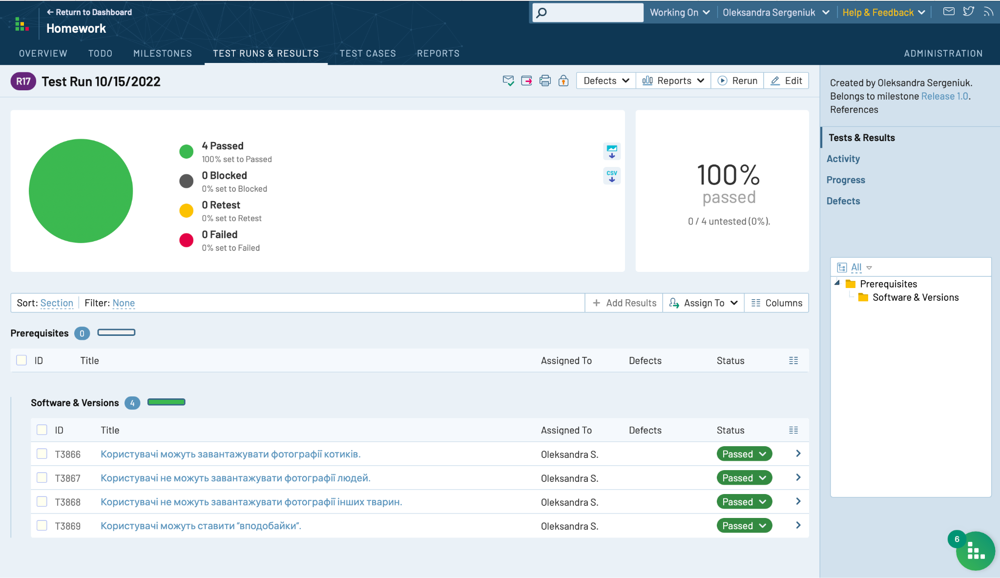 ← Return to Dashboard
Homework
Working On
Oleksandra Sergeniuk
Help & Feedback
OVERVIEW TODO MILESTONES TEST RUNS & RESULTS TEST CASES REPORTS ADMINISTRATION
R17 Test Run 10/15/2022
Defects Reports Rerun Edit
Created by Oleksandra Sergeniuk.
Belongs to milestone Release 1.0.
References
4 Passed
100% set to Passed
0 Blocked
0% set to Blocked
0 Retest
0% set to Retest
0 Failed
0% set to Failed
CSV
100%
passed
0 / 4 untested (0%).
Tests & Results
Activity
Progress
Defects
All
Prerequisites
Software & Versions
Sort: Section Filter: None
+ Add Results Assign To Columns
Prerequisites 0
ID Title Assigned To Defects Status
Software & Versions 4
ID Title Assigned To Defects Status
T3866 Користувачі можуть завантажувати фотографії котиків. Oleksandra S. Passed
T3867 Користувачі не можуть завантажувати фотографії людей. Oleksandra S. Passed
T3868 Користувачі не можуть завантажувати фотографії інших тварин. Oleksandra S. Passed
T3869 Користувачі можуть ставити “вподобайки”. Oleksandra S. Passed
6